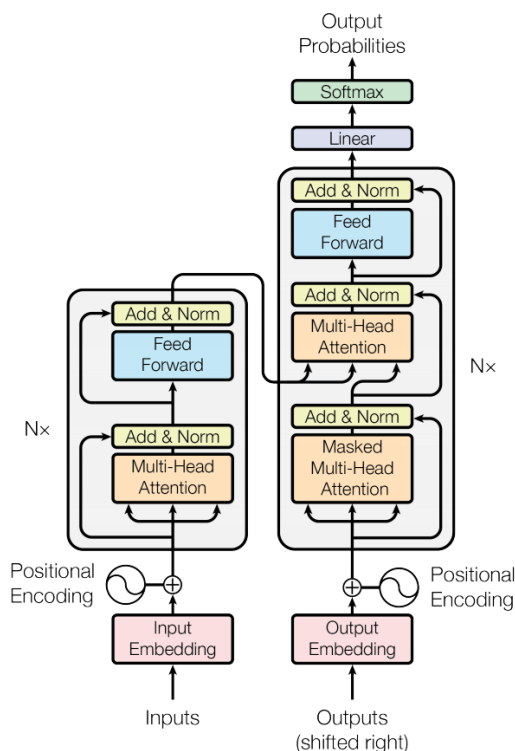 Output
Probabilities
Softmax
Linear
Add & Norm
Feed
Forward
Add & Norm
Multi-Head
Attention
Add & Norm
Masked
Multi-Head
Attention
N×
Add & Norm
Feed
Forward
N×
Add & Norm
Multi-Head
Attention
Positional
Encoding
Positional
Encoding
Input
Embedding
Output
Embedding
Inputs
Outputs
(shifted right)